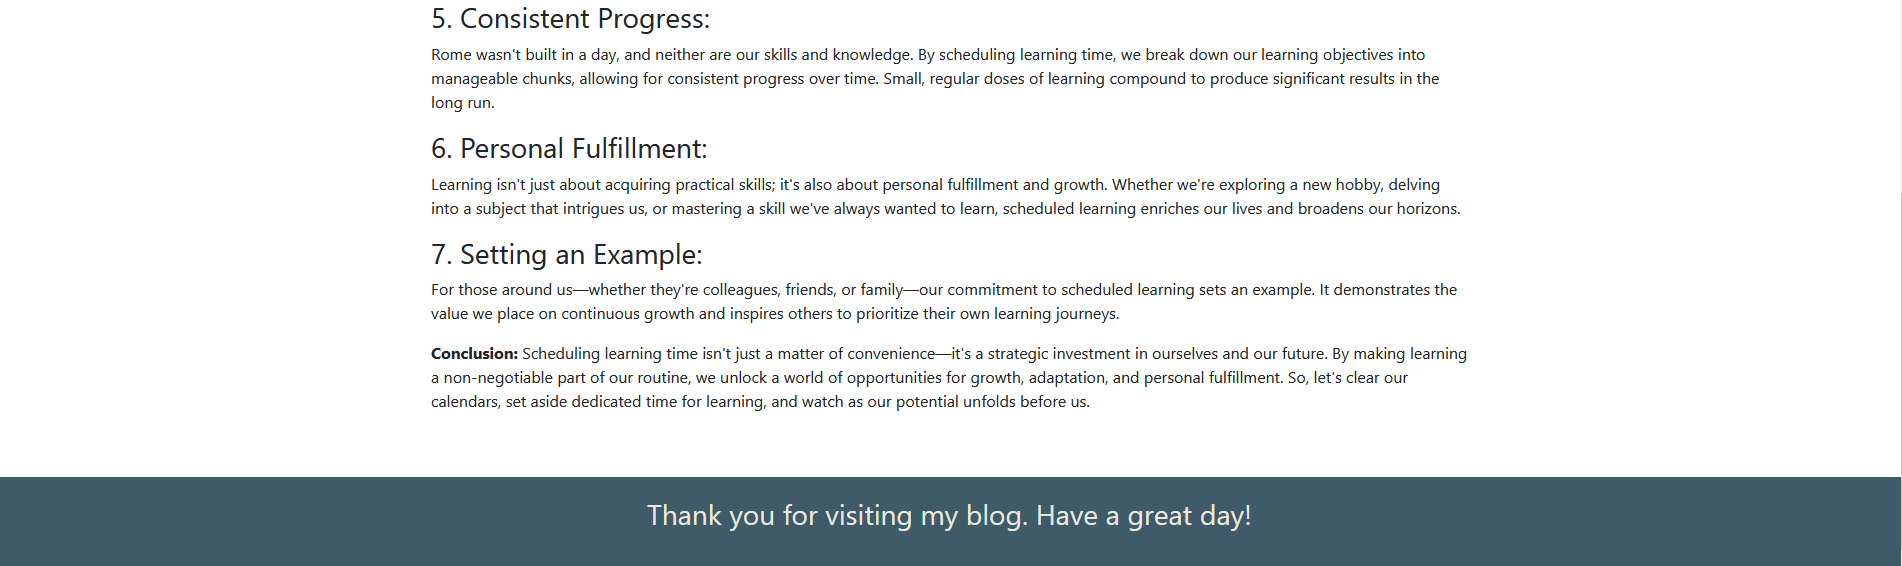 5. Consistent Progress:
Rome wasn't built in a day, and neither are our skills and knowledge. By scheduling learning time, we break down our learning objectives into
manageable chunks, allowing for consistent progress over time. Small, regular doses of learning compound to produce significant results in the
long run.
6. Personal Fulfillment:
Learning isn't just about acquiring practical skills; it's also about personal fulfillment and growth. Whether we're exploring a new hobby, delving
into a subject that intrigues us, or mastering a skill we've always wanted to learn, scheduled learning enriches our lives and broadens our horizons.
7. Setting an Example:
For those around us—whether they're colleagues, friends, or family—our commitment to scheduled learning sets an example. It demonstrates the
value we place on continuous growth and inspires others to prioritize their own learning journeys.
Conclusion: Scheduling learning time isn't just a matter of convenience—it's a strategic investment in ourselves and our future. By making learning
a non-negotiable part of our routine, we unlock a world of opportunities for growth, adaptation, and personal fulfillment. So, let's clear our
calendars, set aside dedicated time for learning, and watch as our potential unfolds before us.
Thank you for visiting my blog. Have a great day!